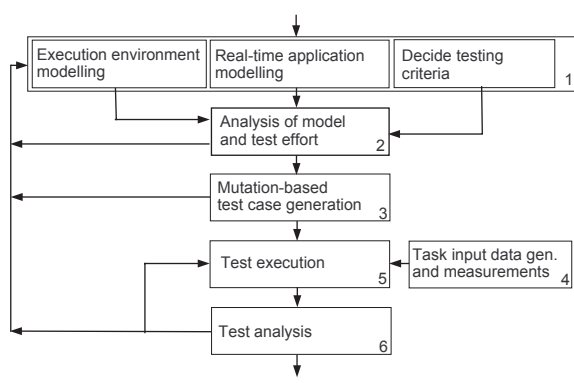 Execution environment
modelling
Real-time application
modelling
Decide testing
criteria
1
Analysis of model
and test effort
2
Mutation-based
test case generation
3
Test execution
5
Task input data gen.
and measurements
4
Test analysis
6